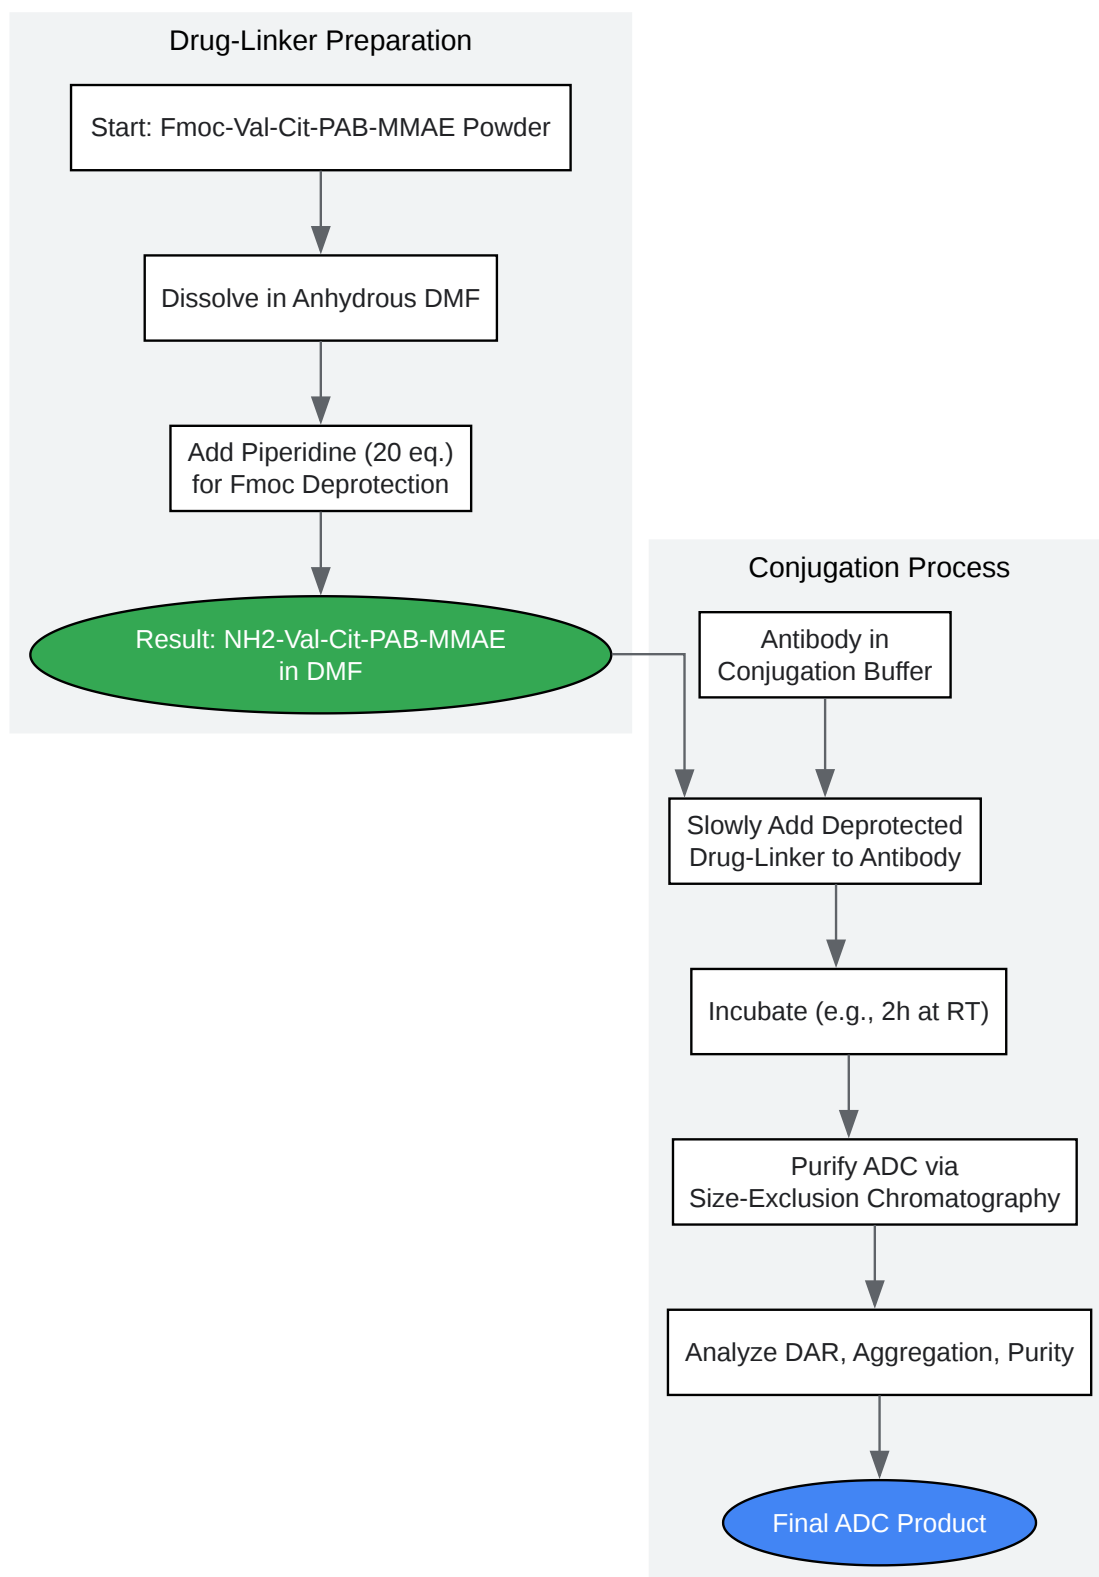 Drug-Linker Preparation
Start: Fmoc-Val-Cit-PAB-MMAE Powder
Dissolve in Anhydrous DMF
Add Piperidine (20 eq.)
for Fmoc Deprotection
Result: NH2-Val-Cit-PAB-MMAE
in DMF
Conjugation Process
Antibody in
Conjugation Buffer
Slowly Add Deprotected
Drug-Linker to Antibody
Incubate (e.g., 2h at RT)
Purify ADC via
Size-Exclusion Chromatography
Analyze DAR, Aggregation, Purity
Final ADC Product